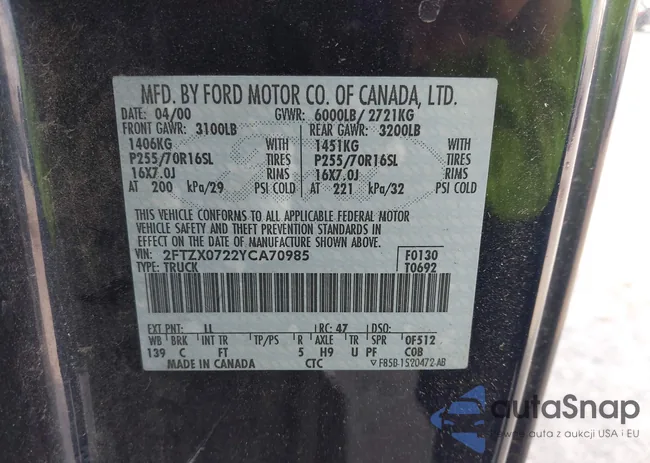 MFD. BY FORD MOTOR CO. OF CANADA, LTD.
DATE: 04/00 GVWR: 6000LB/ 2721KG
FRONT GAWR: 3100LB REAR GAWR: 3200LB
1406KG WITH 1451KG WITH
P255/70R16SL TIRES P255/70R16SL TIRES
16X7.0J RIMS 16X7.0J RIMS
AT 200 kPa/29 PSI COLD AT 221 kPa/32 PSI COLD
THIS VEHICLE CONFORMS TO ALL APPLICABLE FEDERAL MOTOR
VEHICLE SAFETY AND THEFT PREVENTION STANDARDS IN
EFFECT ON THE DATE OF MANUFACTURE SHOWN ABOVE.
VIN: 2FTZX0722YCA70985 F0130
TYPE: TRUCK T0692
EXT PNT: LL RC: 47 DSO:
WB BRK INT TR TP/PS R AXLE TR SPR OF512
139 C FT 5 H9 U PF COB
MADE IN CANADA CTC F85B-1520472-AB
autaSnap
Pewne auta z aukcji USA i EU